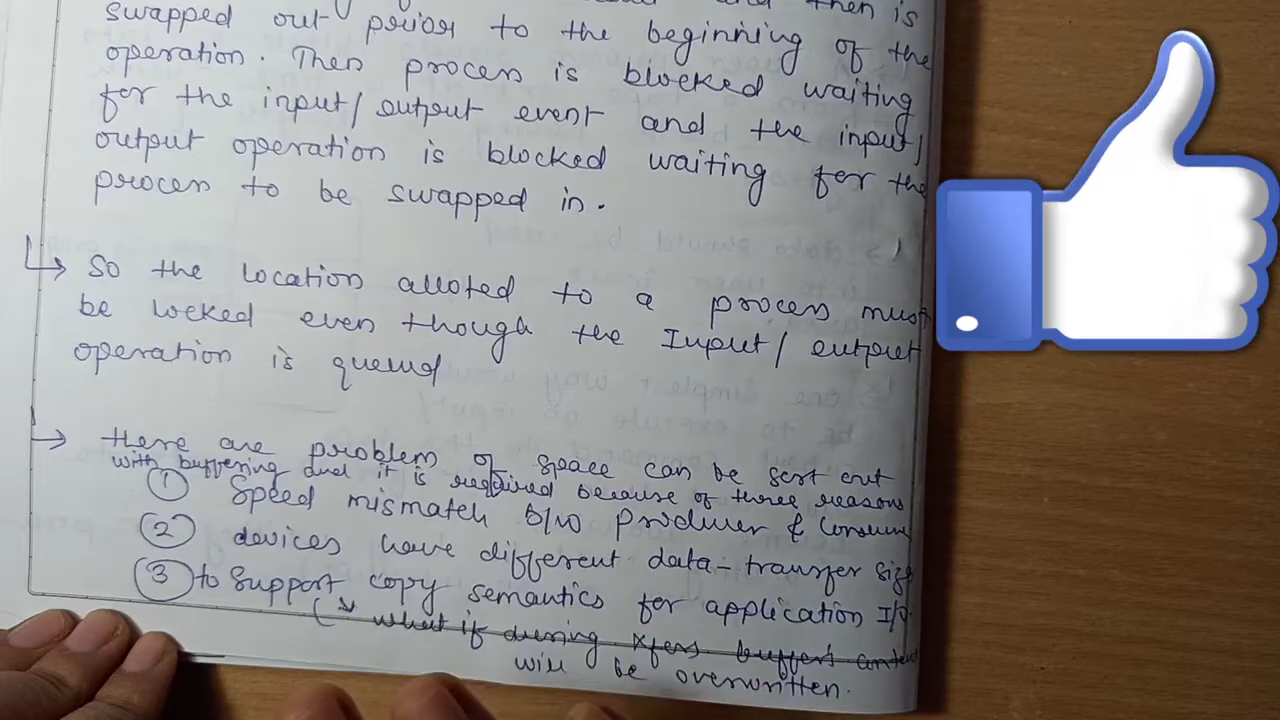 and then is
swapped out prior to the beginning of the
operation. Then process is blocked waiting
for the input/output event and the input/
output operation is blocked waiting for the
process to be swapped in.
So the location alloted to a process must
be locked even though the Input/output
operation is queued
there are problem of space can be sort out
with buffering and it is required because of three reasons
① Speed mismatch b/w Producer & Consumer
② devices have different data-transfer size
③ to support copy semantics for application I/O.
what if during xfers buffer's content
will be overwritten.